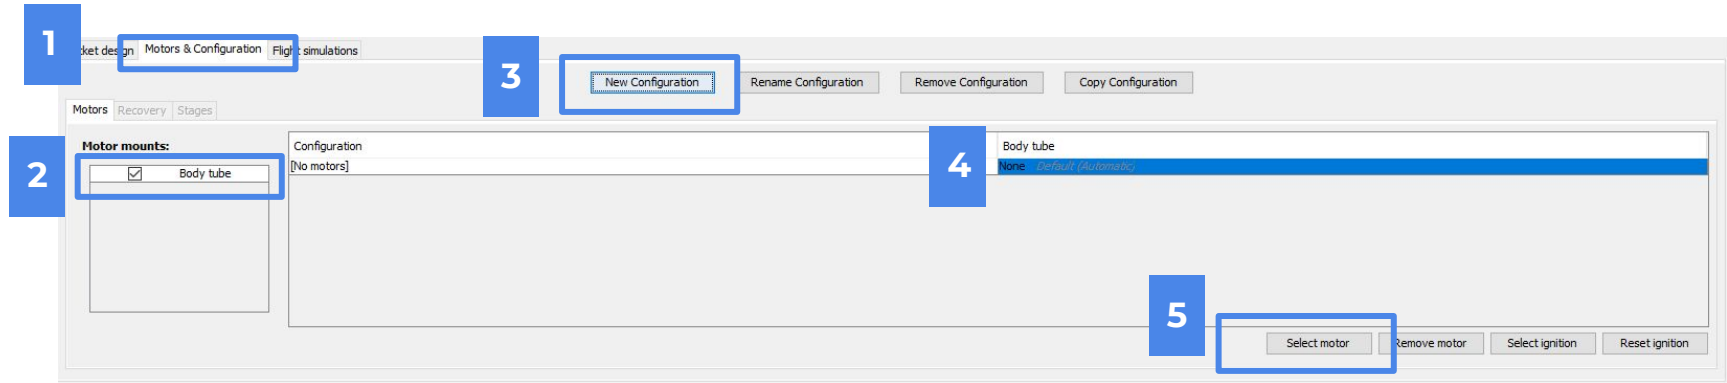 1
cket design Motors & Configuration Flight simulations
3
New Configuration Rename Configuration Remove Configuration Copy Configuration
Motors Recovery Stages
2
Motor mounts:
Body tube
Configuration Body tube
[No motors] None Default (Automatic)
4
5
Select motor Remove motor Select ignition Reset ignition